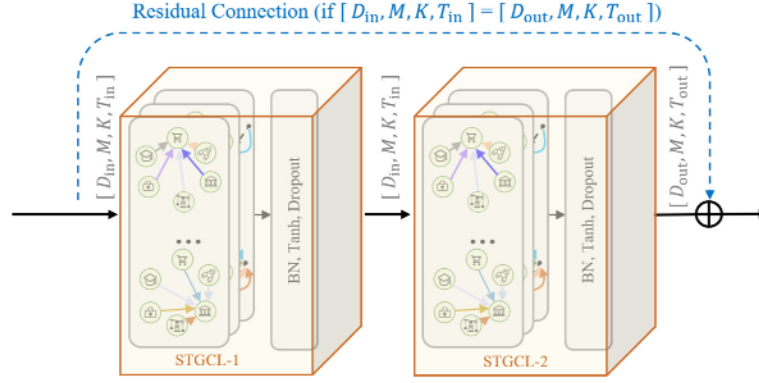 Residual Connection (if [ D_in, M, K, T_in ] = [ D_out, M, K, T_out ])
[ D_in, M, K, T_in ]
BN, Tanh, Dropout
STGCL-1
[ D_in, M, K, T_in ]
BN, Tanh, Dropout
STGCL-2
[ D_out, M, K, T_out ]